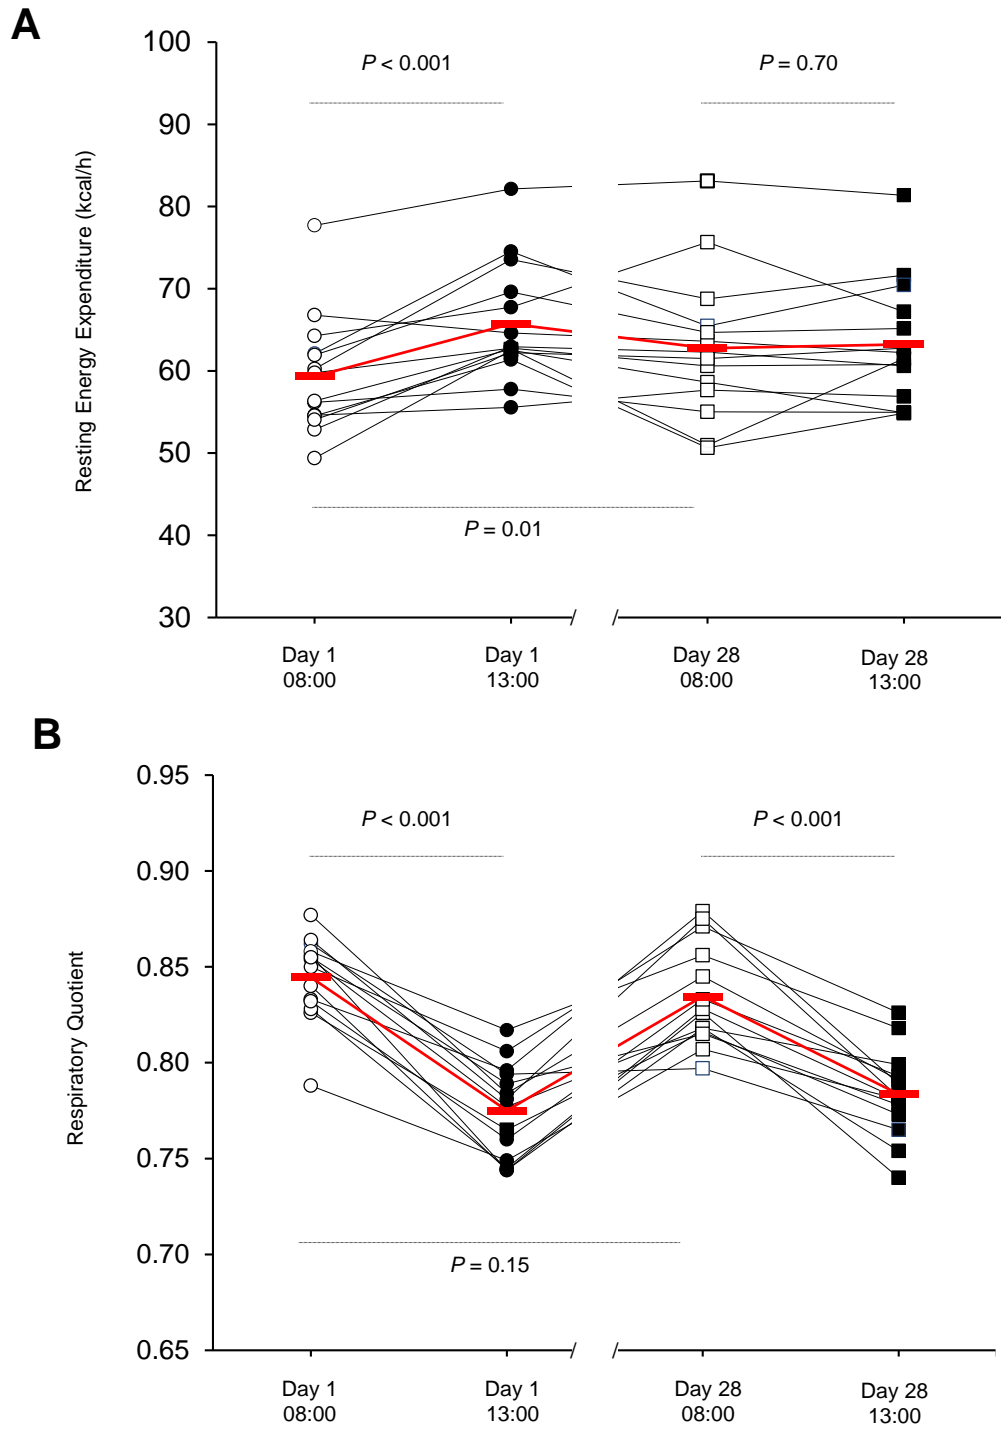 A
100
P < 0.001
P = 0.70
90
80
Resting Energy Expenditure (kcal/h)
70
60
50
P = 0.01
40
30
Day 1
08:00
Day 1
13:00
Day 28
08:00
Day 28
13:00
B
0.95
P < 0.001
P < 0.001
0.90
0.85
Respiratory Quotient
0.80
0.75
0.70
P = 0.15
0.65
Day 1
08:00
Day 1
13:00
Day 28
08:00
Day 28
13:00